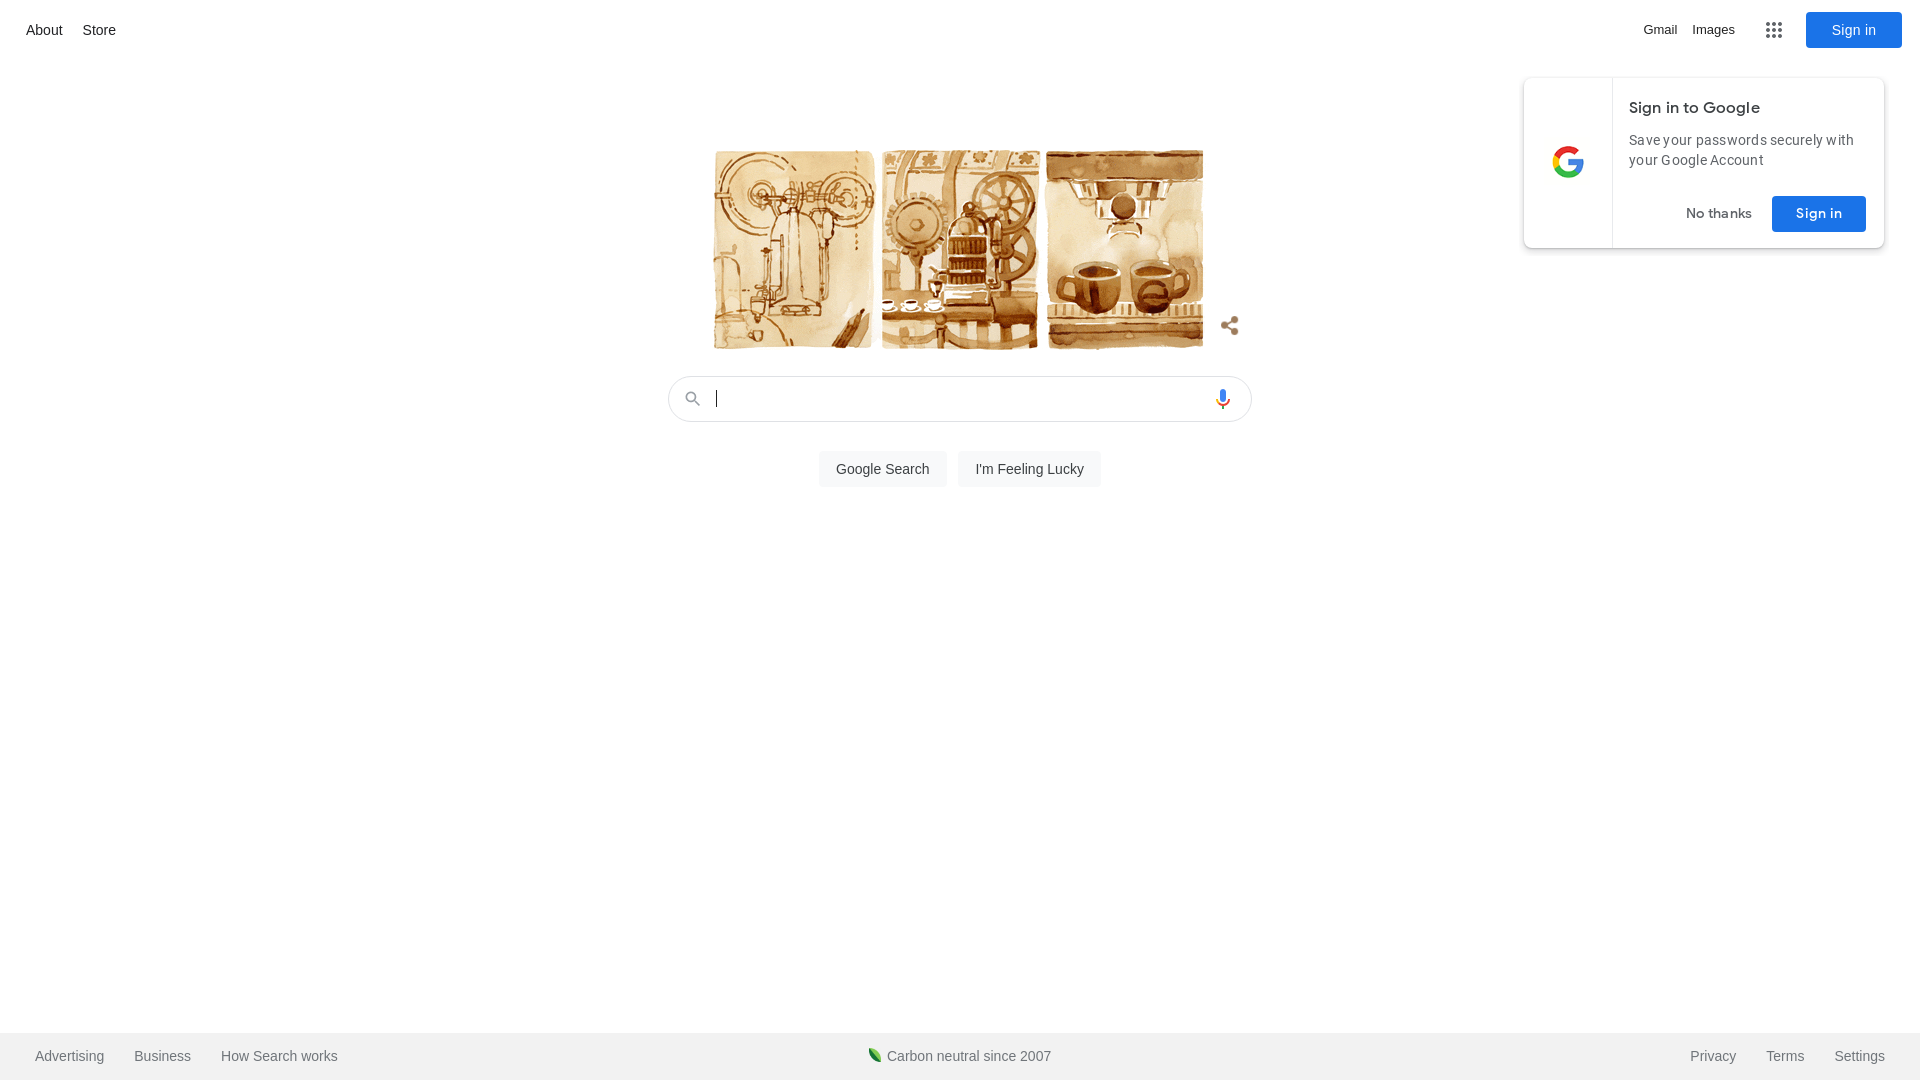 About
Store
Gmail
Images
Sign in
Sign in to Google
Save your passwords securely with
your Google Account
No thanks
Sign in
Google Search
I'm Feeling Lucky
Advertising
Business
How Search works
Carbon neutral since 2007
Privacy
Terms
Settings